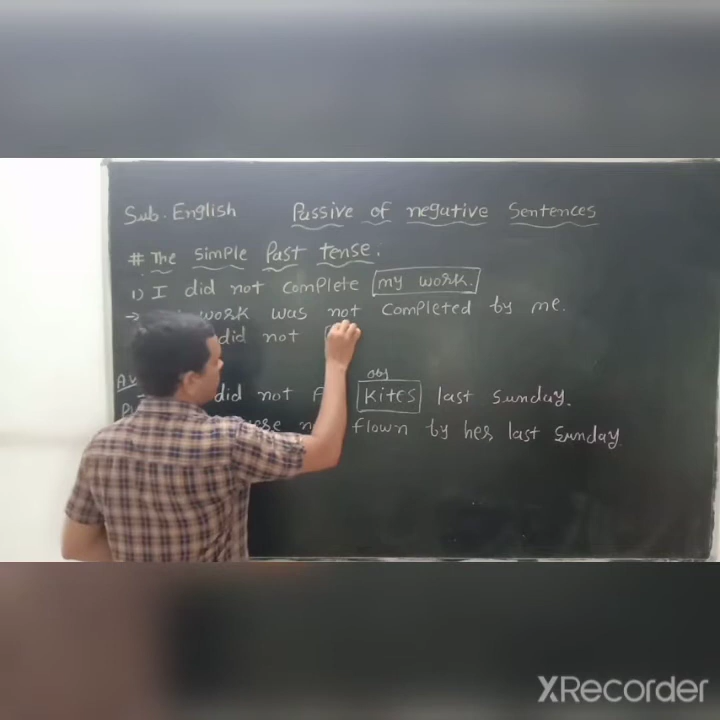 Sub. English Passive of negative Sentences
# The Simple Past tense:
1) I did not complete my work.
→ work was not completed by me.
did not
obj
did not kites last sunday.
flown by her last sunday
XRecorder